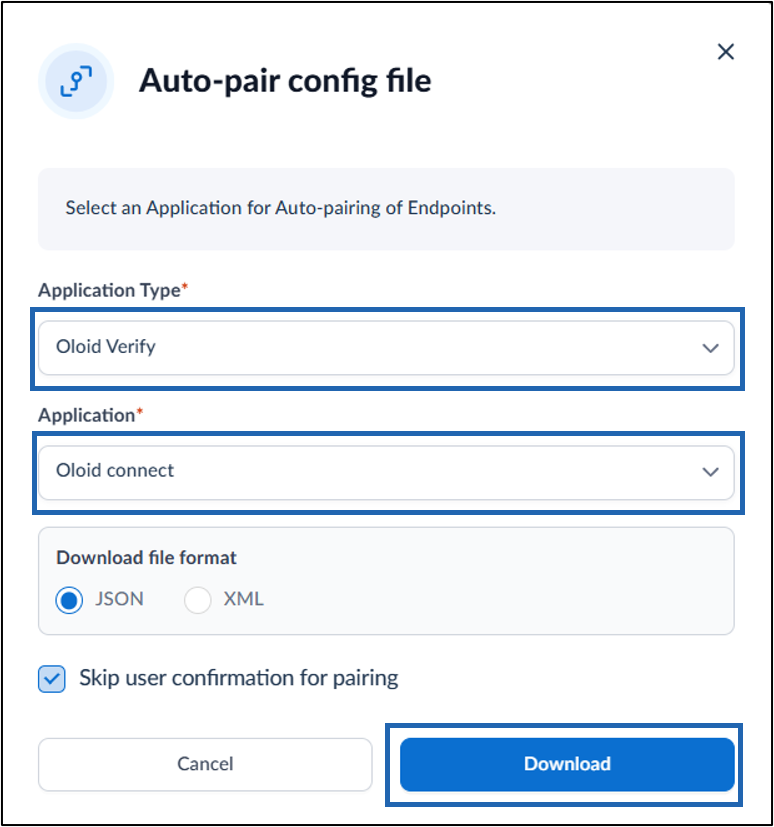 Auto-pair config file
Select an Application for Auto-pairing of Endpoints.
Application Type*
Oloid Verify
Application*
Oloid connect
Download file format
JSON XML
Skip user confirmation for pairing
Cancel Download